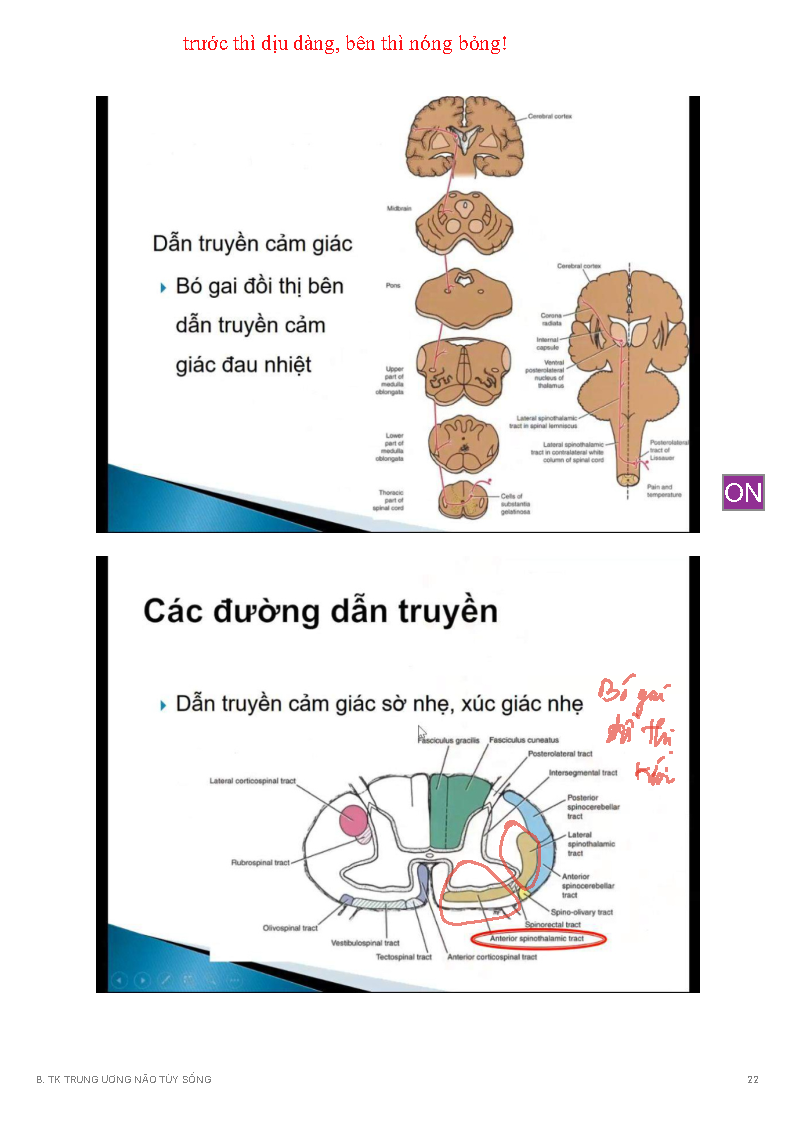 trước thì dịu dàng, bên thì nóng bỏng!
Cerebral cortex
Midbrain
Dẫn truyền cảm giác
Bó gai đồi thị bên
dẫn truyền cảm
giác đau nhiệt
Pons
Upper
part of
medulla
oblongata
Lower
part of
medulla
oblongata
Thoracic
part of
spinal cord
Cells of
substantia
gelatinosa
Cerebral cortex
Corona
radiata
Internal
capsule
Ventral
posterolateral
nucleus of
thalamus
Lateral spinothalamic
tract in spinal lemniscus
Lateral spinothalamic
tract in contralateral white
column of spinal cord
Posterolateral
tract of
Lissauer
Pain and
temperature
ON
Các đường dẫn truyền
Dẫn truyền cảm giác sờ nhẹ, xúc giác nhẹ
Bó gai
thị
Fasciculus gracilis
Fasciculus cuneatus
Posterolateral tract
Intersegmental tract
Lateral corticospinal tract
Posterior
spinocerebellar
tract
Lateral
spinothalamic
tract
Rubrospinal tract
Anterior
spinocerebellar
tract
Spino-olivary tract
Spinorectal tract
Olivospinal tract
Anterior spinothalamic tract
Vestibulospinal tract
Tectospinal tract
Anterior corticospinal tract
B. TK TRUNG ƯƠNG NÃO TỦY SỐNG
22